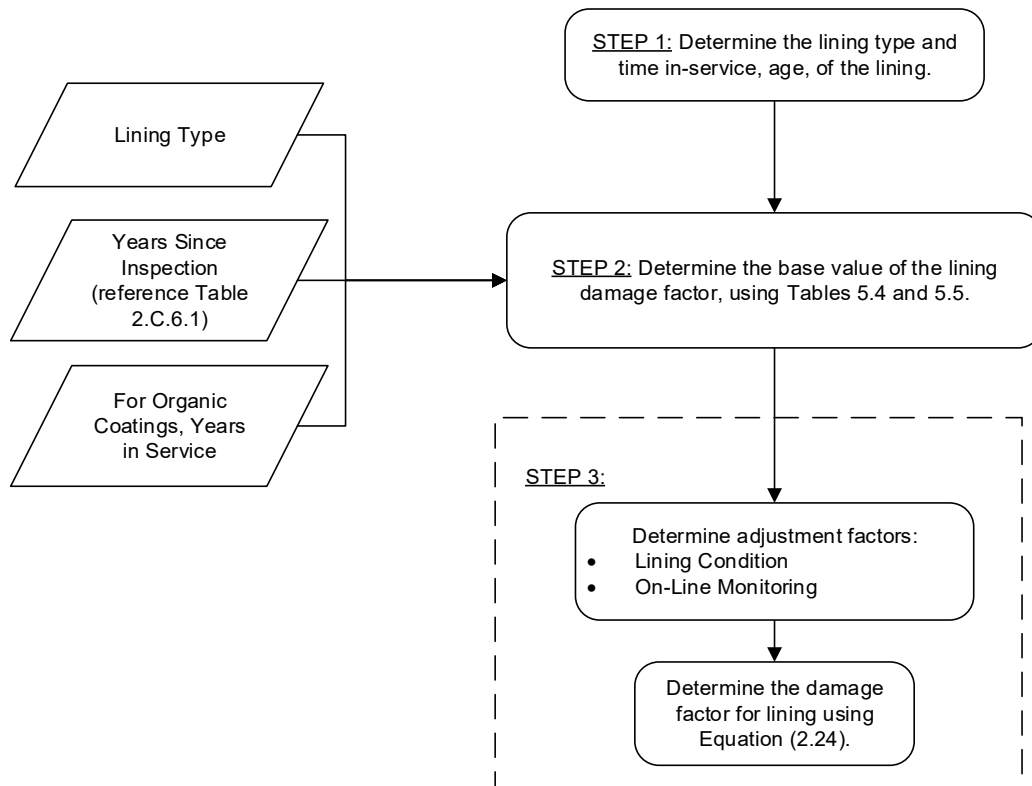 STEP 1: Determine the lining type and
time in-service, age, of the lining.
Lining Type
Years Since
Inspection
(reference Table
2.C.6.1)
For Organic
Coatings, Years
in Service
STEP 2: Determine the base value of the lining
damage factor, using Tables 5.4 and 5.5.
STEP 3:
Determine adjustment factors:
• Lining Condition
• On-Line Monitoring
Determine the damage
factor for lining using
Equation (2.24).